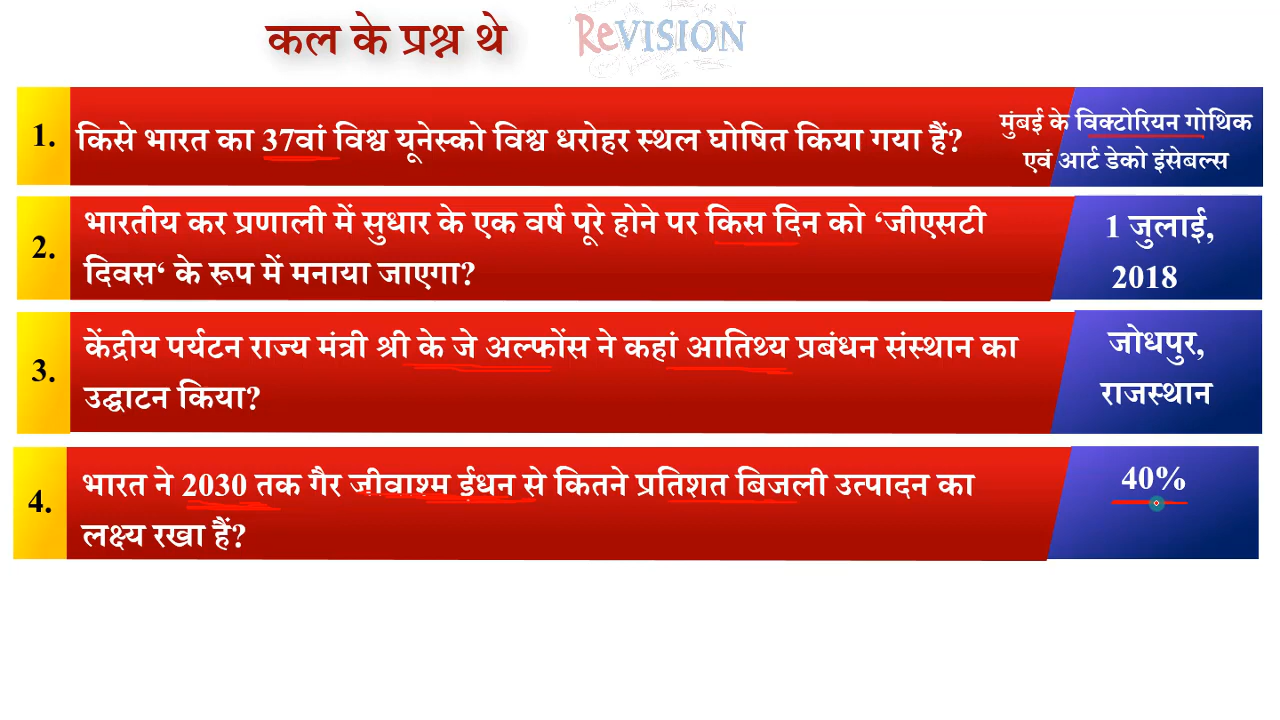 कल के प्रश्न थे
ReVISION
1.
किसे भारत का 37वां विश्व यूनेस्को विश्व धरोहर स्थल घोषित किया गया हैं?
मुंबई के विक्टोरियन गोथिक
एवं आर्ट डेको इंसेबल्स
2.
भारतीय कर प्रणाली में सुधार के एक वर्ष पूरे होने पर किस दिन को ‘जीएसटी
दिवस‘ के रूप में मनाया जाएगा?
1 जुलाई,
2018
3.
केंद्रीय पर्यटन राज्य मंत्री श्री के जे अल्फोंस ने कहां आतिथ्य प्रबंधन संस्थान का
उद्घाटन किया?
जोधपुर,
राजस्थान
4.
भारत ने 2030 तक गैर जीवाश्म ईधन से कितने प्रतिशत बिजली उत्पादन का
लक्ष्य रखा हैं?
40%